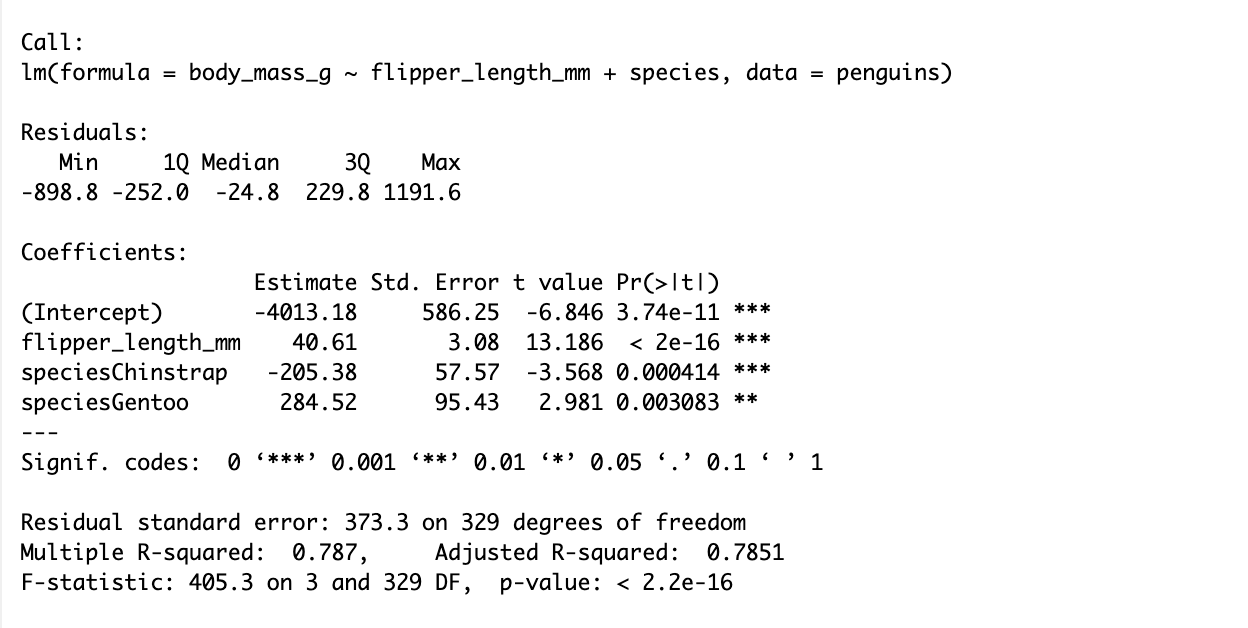 Call:
lm(formula = body_mass_g ~ flipper_length_mm + species, data = penguins)

Residuals:
   Min     1Q Median     3Q    Max
-898.8 -252.0  -24.8  229.8 1191.6

Coefficients:
                  Estimate Std. Error t value Pr(>|t|)
(Intercept)       -4013.18     586.25  -6.846 3.74e-11 ***
flipper_length_mm    40.61       3.08  13.186  < 2e-16 ***
speciesChinstrap   -205.38      57.57  -3.568 0.000414 ***
speciesGentoo       284.52      95.43   2.981 0.003083 **
---
Signif. codes:  0 ‘***’ 0.001 ‘**’ 0.01 ‘*’ 0.05 ‘.’ 0.1 ‘ ’ 1

Residual standard error: 373.3 on 329 degrees of freedom
Multiple R-squared:  0.787,	Adjusted R-squared:  0.7851
F-statistic: 405.3 on 3 and 329 DF,  p-value: < 2.2e-16